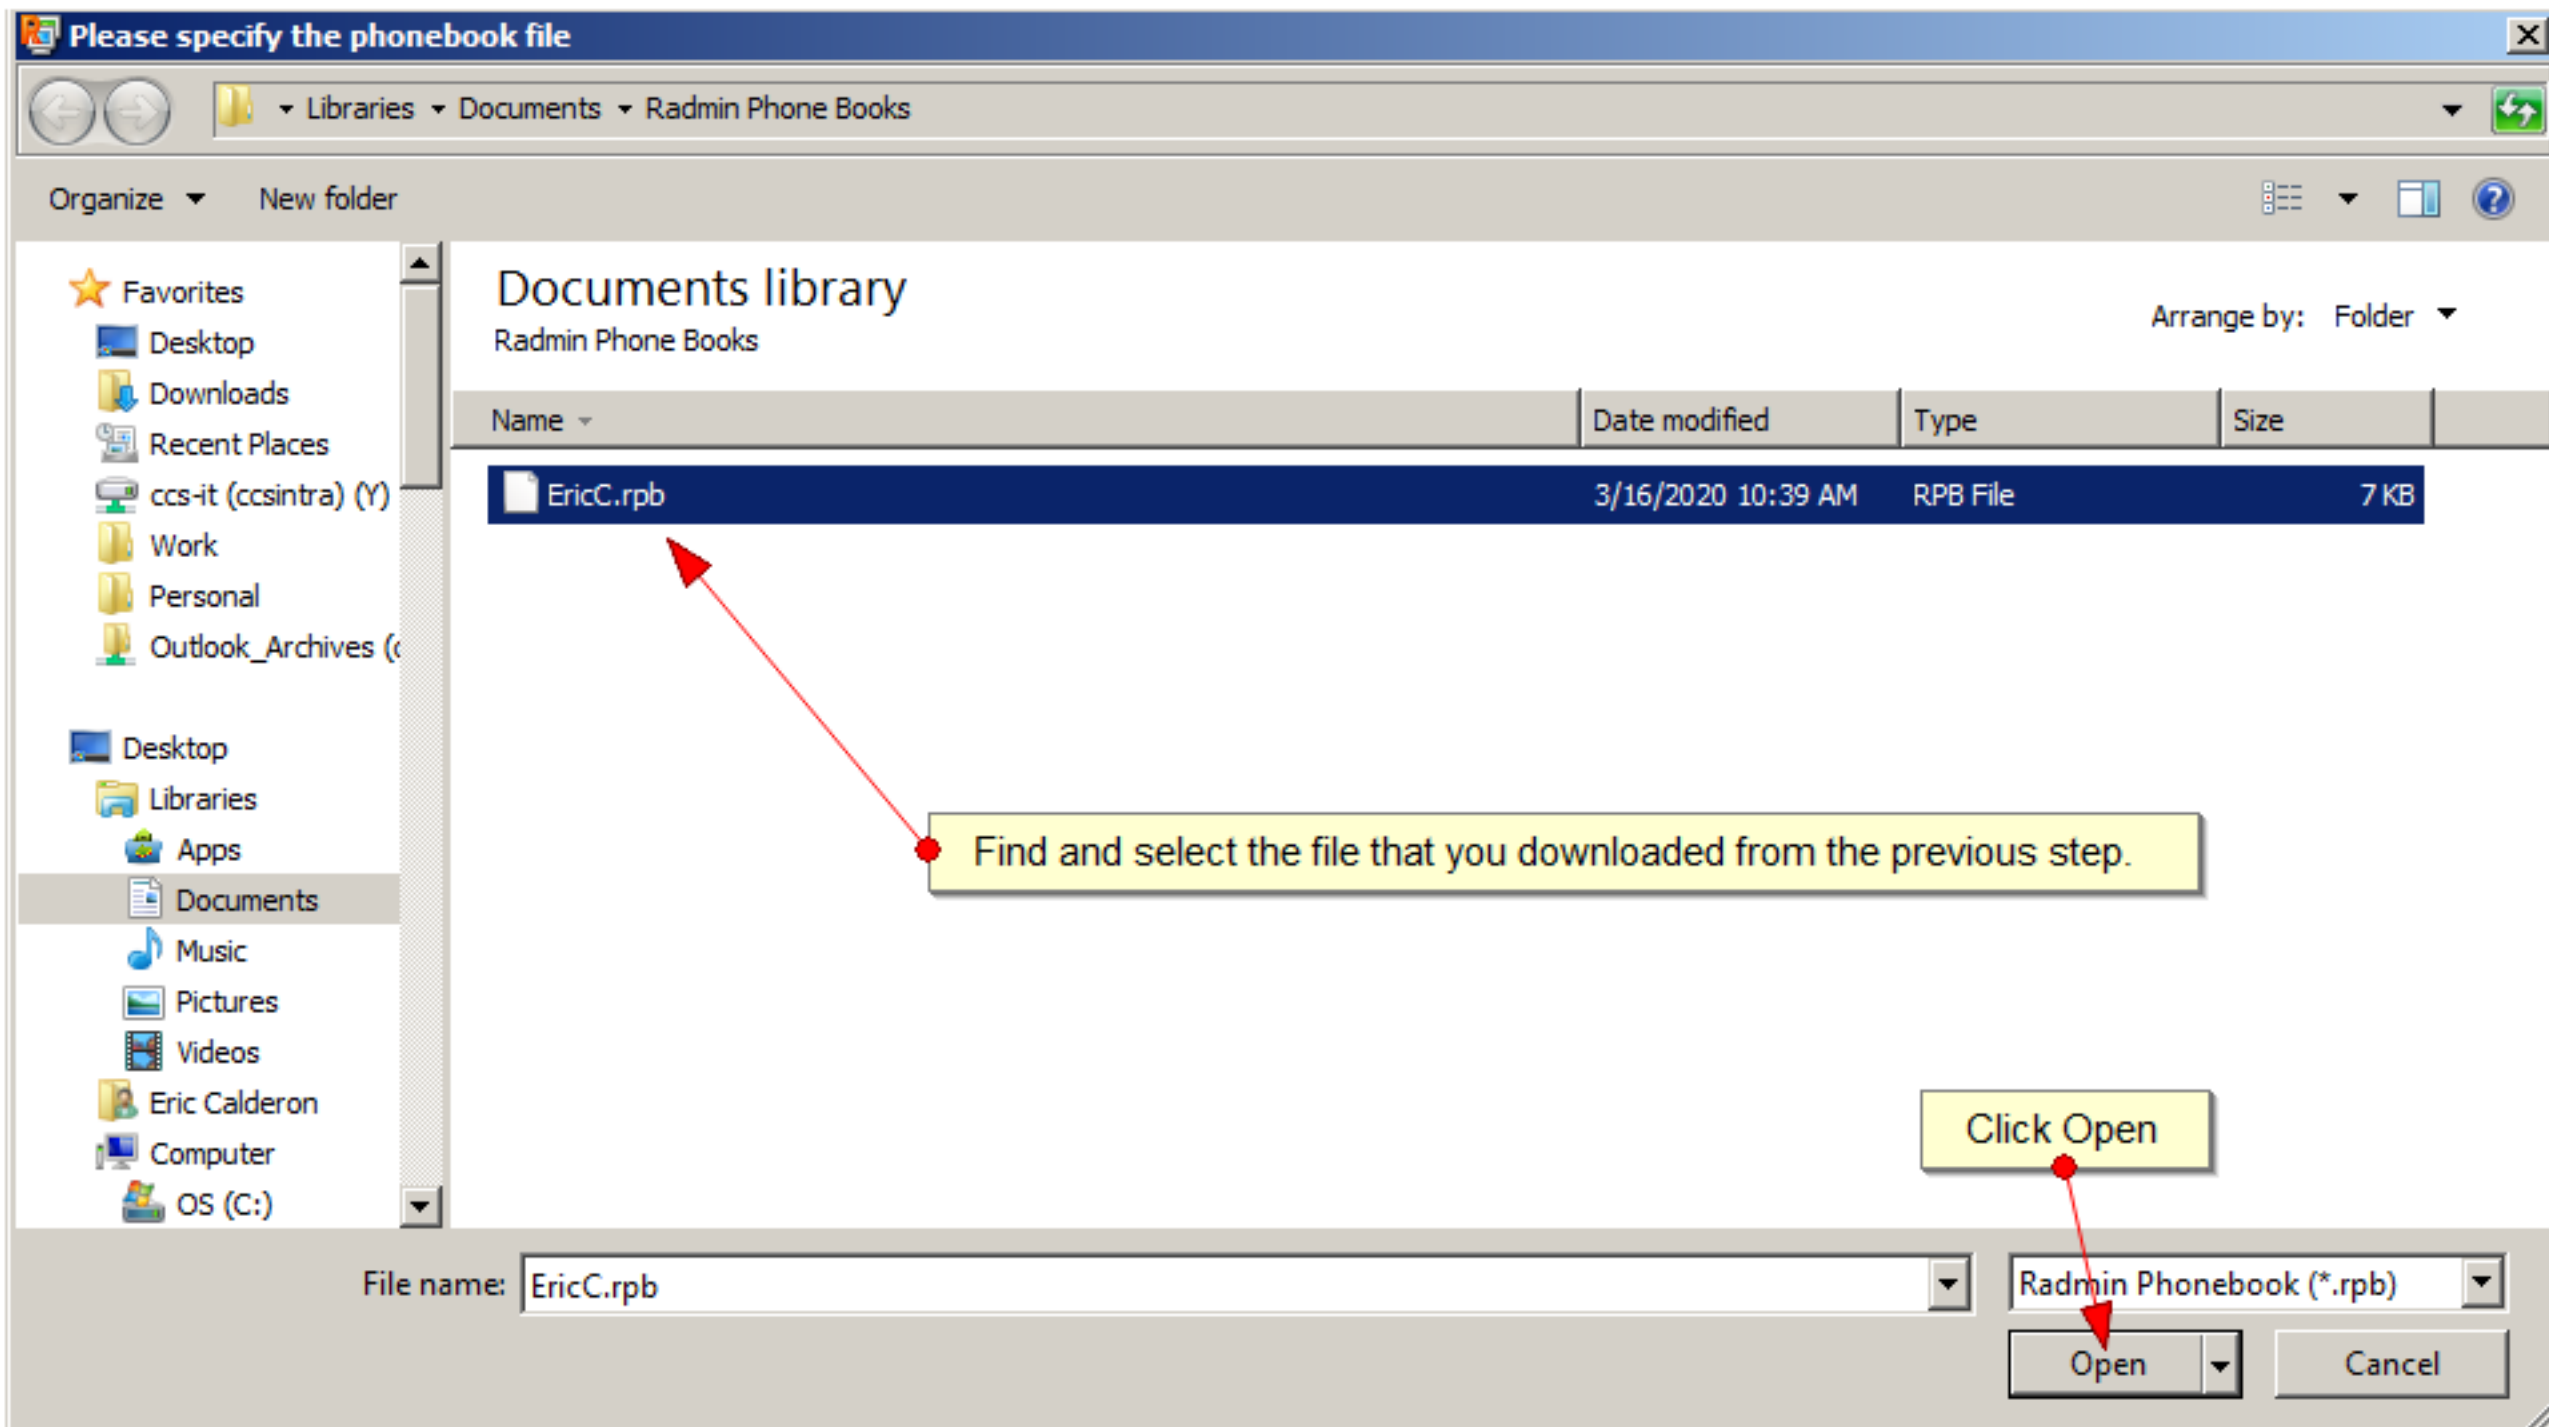 Please specify the phonebook file
Libraries Documents Radmin Phone Books
Organize New folder
Favorites
Desktop
Downloads
Recent Places
ccs-it (ccsintra) (Y)
Work
Personal
Outlook_Archives (
Desktop
Libraries
Apps
Documents
Music
Pictures
Videos
Eric Calderon
Computer
OS (C:)
Documents library
Radmin Phone Books
Arrange by: Folder
Name Date modified Type Size
EricC.rpb 3/16/2020 10:39 AM RPB File 7 KB
Find and select the file that you downloaded from the previous step.
Click Open
File name: EricC.rpb Radmin Phonebook (*.rpb)
Open Cancel